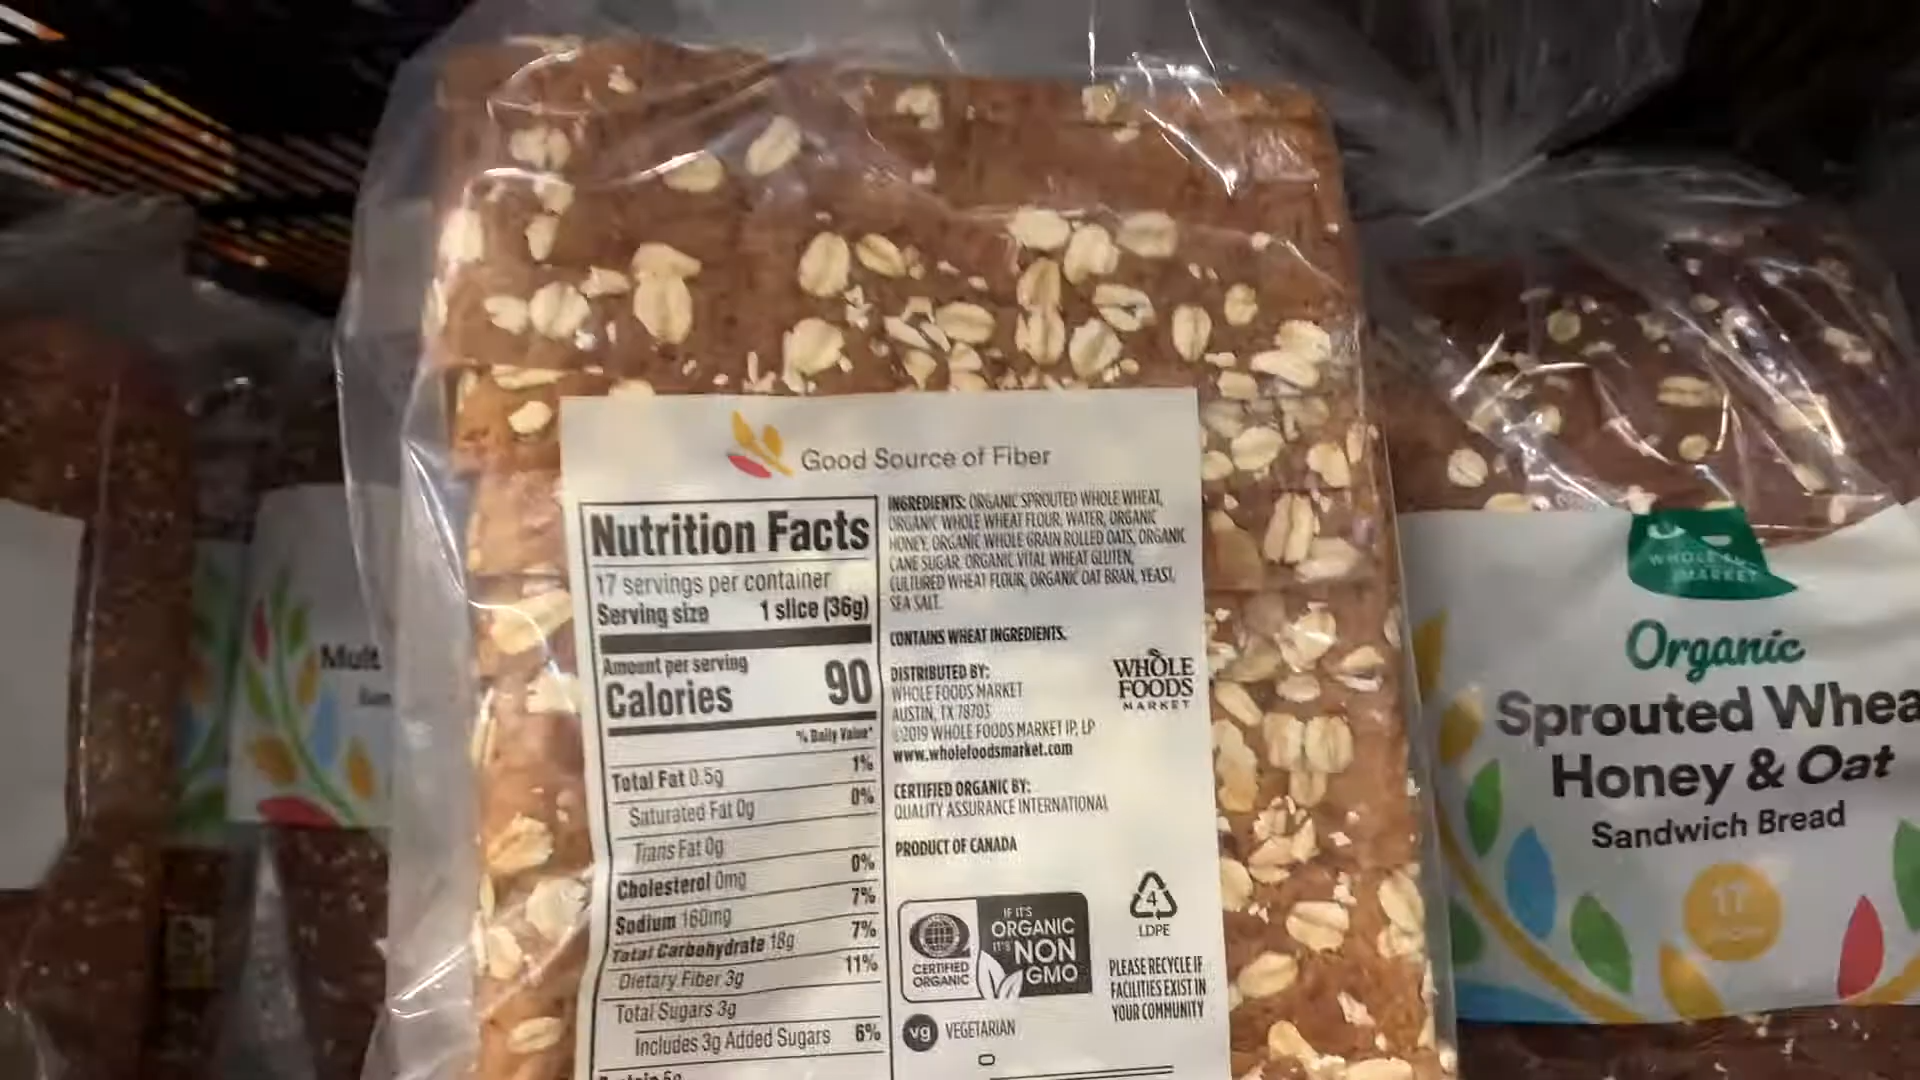 Good Source of Fiber
Nutrition Facts
17 servings per container
Serving size 1 slice (36g)
Amount per serving
Calories 90
% Daily Value*
Total Fat 0.5g 1%
Saturated Fat 0g 0%
Trans Fat 0g
Cholesterol 0mg 0%
Sodium 160mg 7%
Total Carbohydrate 18g 7%
Dietary Fiber 3g 11%
Total Sugars 3g
Includes 3g Added Sugars 6%
INGREDIENTS: ORGANIC SPROUTED WHOLE WHEAT,
ORGANIC WHOLE WHEAT FLOUR, WATER, ORGANIC
HONEY, ORGANIC WHOLE GRAIN ROLLED OATS, ORGANIC
CANE SUGAR, ORGANIC VITAL WHEAT GLUTEN,
CULTURED WHEAT FLOUR, ORGANIC OAT BRAN, YEAST,
SEA SALT.
CONTAINS WHEAT INGREDIENTS.
DISTRIBUTED BY:
WHOLE FOODS MARKET
AUSTIN, TX 78703
©2019 WHOLE FOODS MARKET IP, LP
www.wholefoodsmarket.com
WHOLE
FOODS
MARKET
CERTIFIED ORGANIC BY:
QUALITY ASSURANCE INTERNATIONAL
PRODUCT OF CANADA
CERTIFIED
ORGANIC
IF IT'S
ORGANIC
IT'S NON
GMO
4
LDPE
PLEASE RECYCLE IF
FACILITIES EXIST IN
YOUR COMMUNITY
vg VEGETARIAN
Mult
MARKET
Organic
Sprouted Whea
Honey & Oat
Sandwich Bread
17